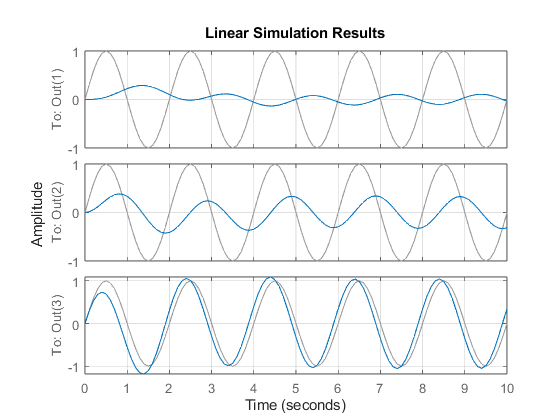 Linear Simulation Results
To: Out(1)
1
0
-1
Amplitude
To: Out(2)
1
0
-1
To: Out(3)
1
0
-1
0 1 2 3 4 5 6 7 8 9 10
Time (seconds)